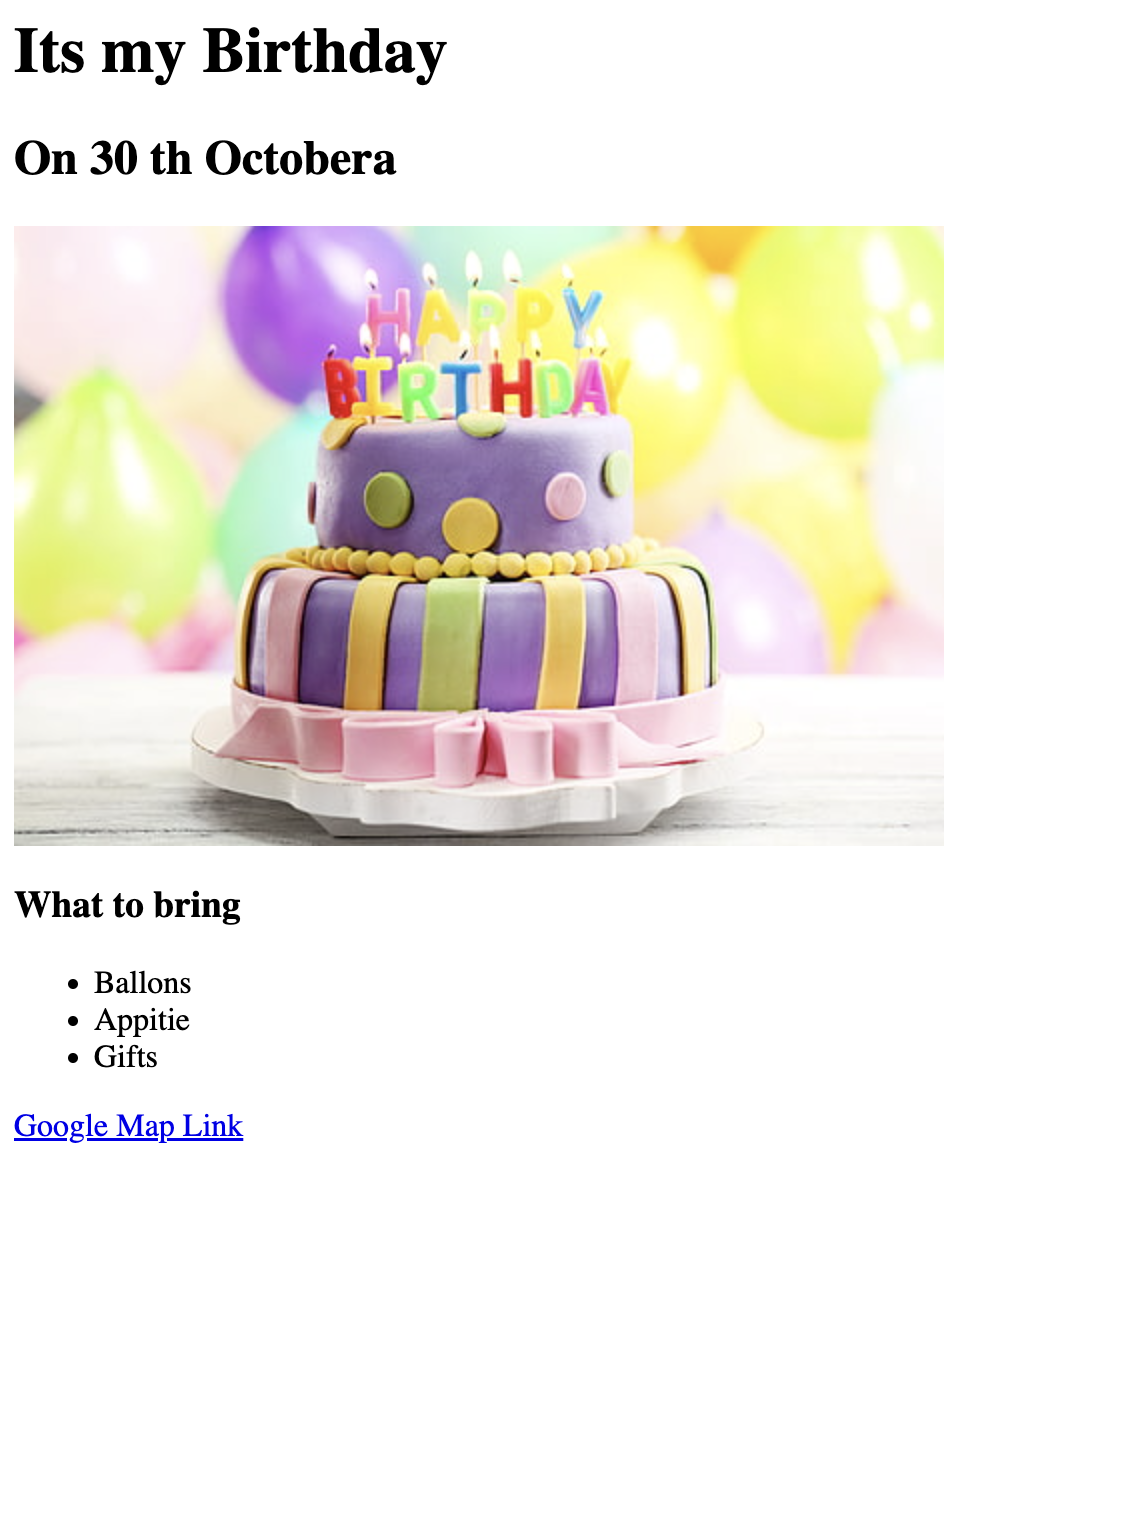 Its my Birthday
On 30 th Octobera
HAPPY
BIRTHDAY
What to bring
Ballons
Appitie
Gifts
Google Map Link